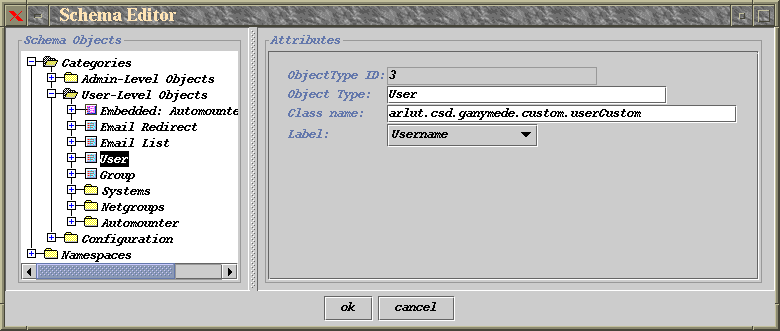 Schema Editor
Schema Objects
Categories
Admin-Level Objects
User-Level Objects
Embedded: Automounte
Email Redirect
Email List
User
Group
Systems
Netgroups
Automounter
Configuration
Namespaces
Attributes
ObjectType ID: 3
Object Type: User
Class name: arlut.csd.ganymede.custom.userCustom
Label: Username
ok cancel